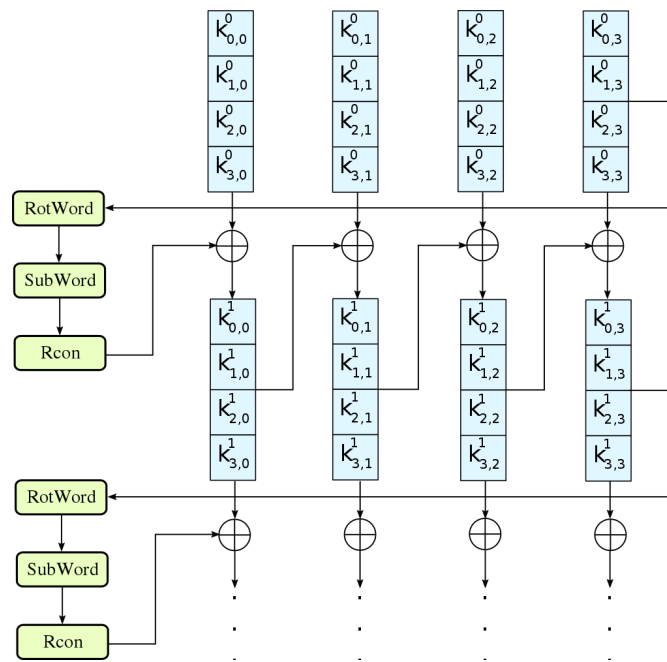 k⁰₀,₀ k⁰₀,₁ k⁰₀,₂ k⁰₀,₃
k⁰₁,₀ k⁰₁,₁ k⁰₁,₂ k⁰₁,₃
k⁰₂,₀ k⁰₂,₁ k⁰₂,₂ k⁰₂,₃
k⁰₃,₀ k⁰₃,₁ k⁰₃,₂ k⁰₃,₃
RotWord
SubWord
Rcon
k¹₀,₀ k¹₀,₁ k¹₀,₂ k¹₀,₃
k¹₁,₀ k¹₁,₁ k¹₁,₂ k¹₁,₃
k¹₂,₀ k¹₂,₁ k¹₂,₂ k¹₂,₃
k¹₃,₀ k¹₃,₁ k¹₃,₂ k¹₃,₃
RotWord
SubWord
Rcon